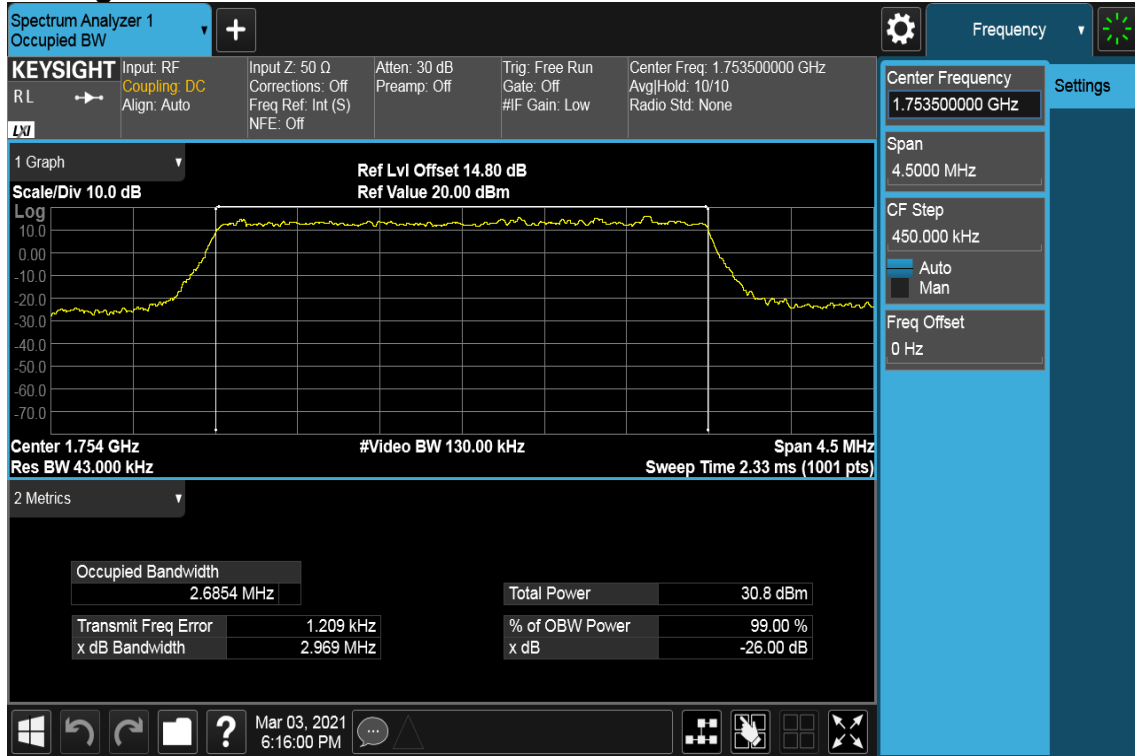 Spectrum Analyzer 1
Occupied BW
+
Frequency
KEYSIGHT
RL
LXI
Input: RF
Coupling: DC
Align: Auto
Input Z: 50 Ω
Corrections: Off
Freq Ref: Int (S)
NFE: Off
Atten: 30 dB
Preamp: Off
Trig: Free Run
Gate: Off
#IF Gain: Low
Center Freq: 1.753500000 GHz
Avg|Hold: 10/10
Radio Std: None
Center Frequency
1.753500000 GHz
Settings
Span
4.5000 MHz
CF Step
450.000 kHz
Auto
Man
Freq Offset
0 Hz
1 Graph
Scale/Div 10.0 dB
Ref Lvl Offset 14.80 dB
Ref Value 20.00 dBm
Log
10.0
0.00
-10.0
-20.0
-30.0
-40.0
-50.0
-60.0
-70.0
Center 1.754 GHz
#Video BW 130.00 kHz
Span 4.5 MHz
Res BW 43.000 kHz
Sweep Time 2.33 ms (1001 pts)
2 Metrics
Occupied Bandwidth
2.6854 MHz
Total Power 30.8 dBm
Transmit Freq Error 1.209 kHz
% of OBW Power 99.00 %
x dB Bandwidth 2.969 MHz
x dB -26.00 dB
?
Mar 03, 2021
6:16:00 PM